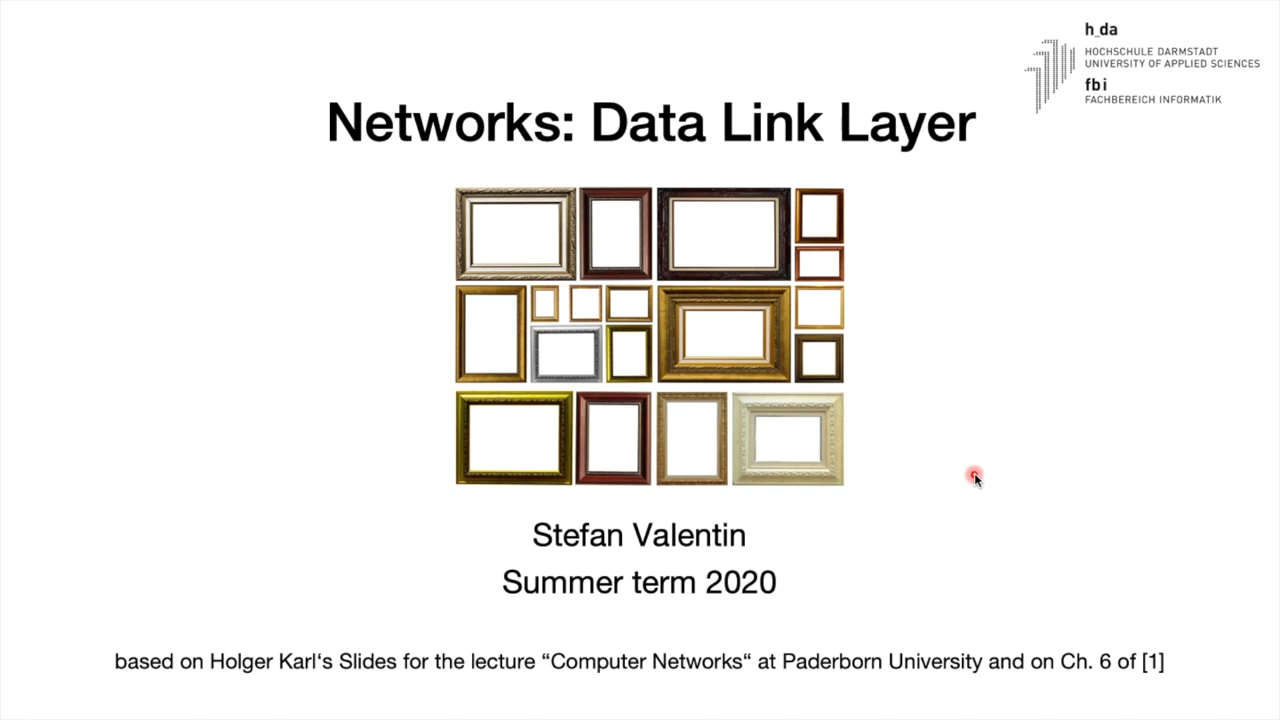 h_da
HOCHSCHULE DARMSTADT
UNIVERSITY OF APPLIED SCIENCES
fbi
FACHBEREICH INFORMATIK
Networks: Data Link Layer
Stefan Valentin
Summer term 2020
based on Holger Karl‘s Slides for the lecture “Computer Networks“ at Paderborn University and on Ch. 6 of [1]